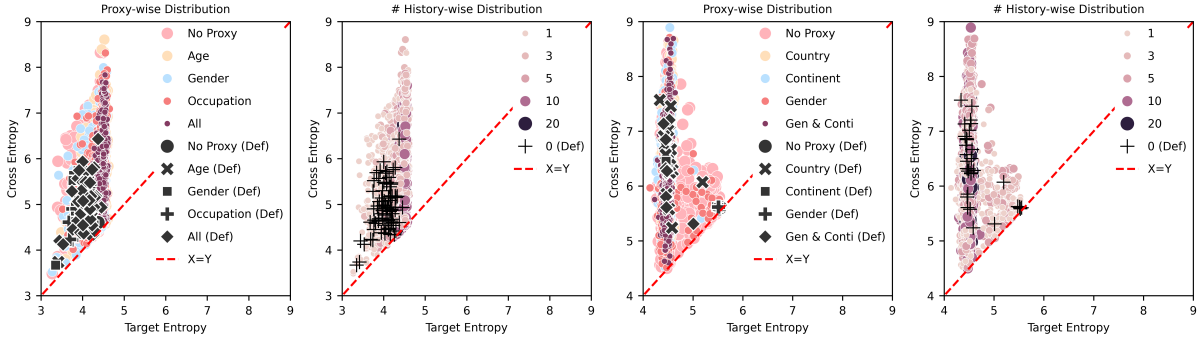 Proxy-wise Distribution
Cross Entropy
9
8
7
6
5
4
3
3 4 5 6 7 8 9
Target Entropy
No Proxy
Age
Gender
Occupation
All
No Proxy (Def)
Age (Def)
Gender (Def)
Occupation (Def)
All (Def)
X=Y
# History-wise Distribution
Cross Entropy
9
8
7
6
5
4
3
3 4 5 6 7 8 9
Target Entropy
1
3
5
10
20
0 (Def)
X=Y
Proxy-wise Distribution
Cross Entropy
9
8
7
6
5
4
4 5 6 7 8 9
Target Entropy
No Proxy
Country
Continent
Gender
Gen & Conti
No Proxy (Def)
Country (Def)
Continent (Def)
Gender (Def)
Gen & Conti (Def)
X=Y
# History-wise Distribution
Cross Entropy
9
8
7
6
5
4
4 5 6 7 8 9
Target Entropy
1
3
5
10
20
0 (Def)
X=Y